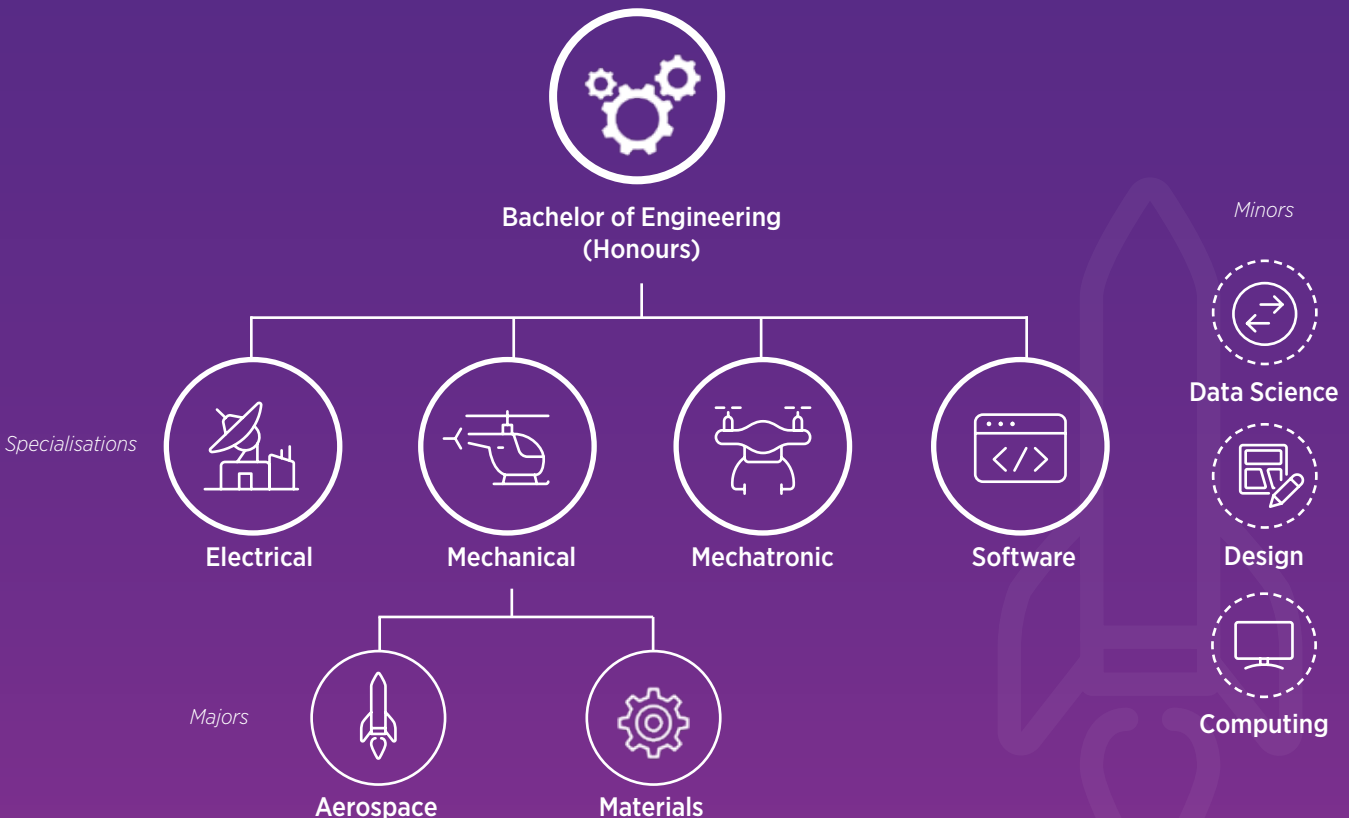 Bachelor of Engineering
(Honours)
Minors
Data Science
Specialisations
Electrical
Mechanical
Mechatronic
Software
</>
Design
Majors
Computing
Aerospace
Materials